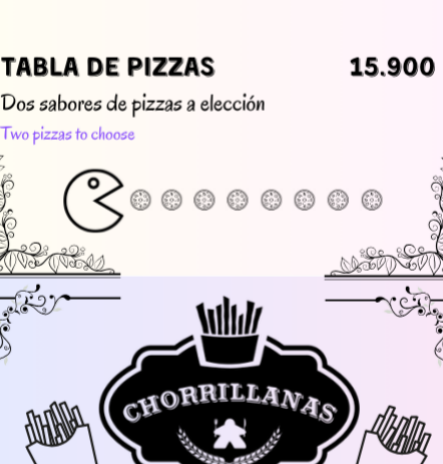 TABLA DE PIZZAS 15.900
Dos sabores de pizzas a elección
Two pizzas to choose
CHORRILLANAS